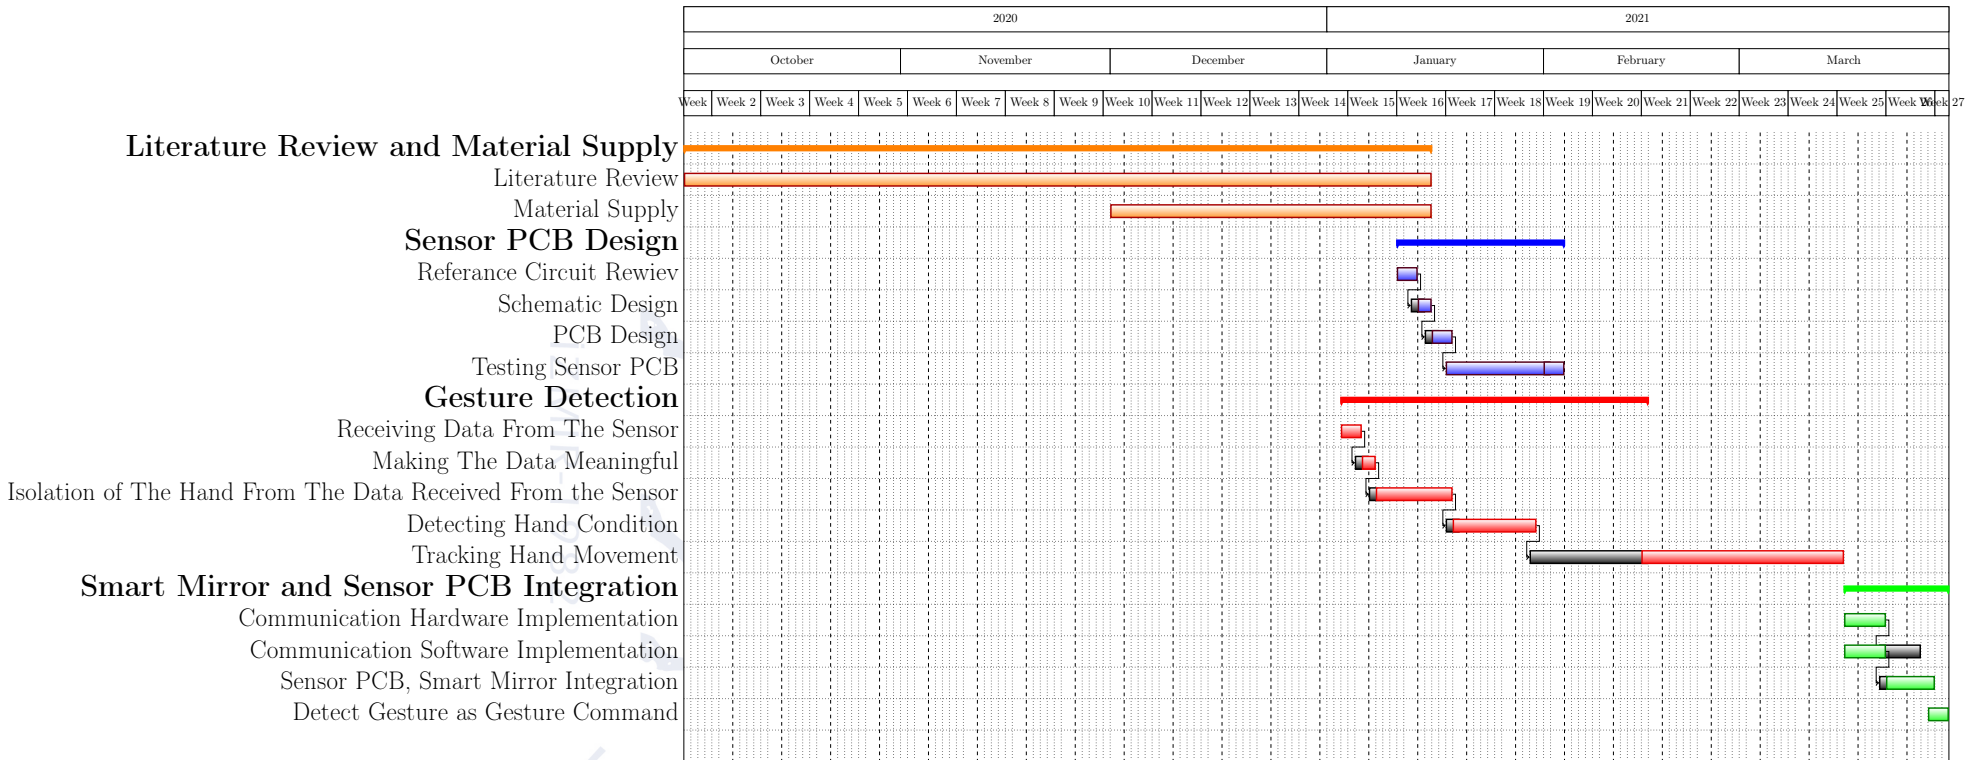 2020 2021
October November December January February March
Week Week 2 Week 3 Week 4 Week 5 Week 6 Week 7 Week 8 Week 9 Week 10 Week 11 Week 12 Week 13 Week 14 Week 15 Week 16 Week 17 Week 18 Week 19 Week 20 Week 21 Week 22 Week 23 Week 24 Week 25 Week 26 Week 27
Literature Review and Material Supply
Literature Review
Material Supply
Sensor PCB Design
Referance Circuit Rewiev
Schematic Design
PCB Design
Testing Sensor PCB
Gesture Detection
Receiving Data From The Sensor
Making The Data Meaningful
Isolation of The Hand From The Data Received From the Sensor
Detecting Hand Condition
Tracking Hand Movement
Smart Mirror and Sensor PCB Integration
Communication Hardware Implementation
Communication Software Implementation
Sensor PCB, Smart Mirror Integration
Detect Gesture as Gesture Command